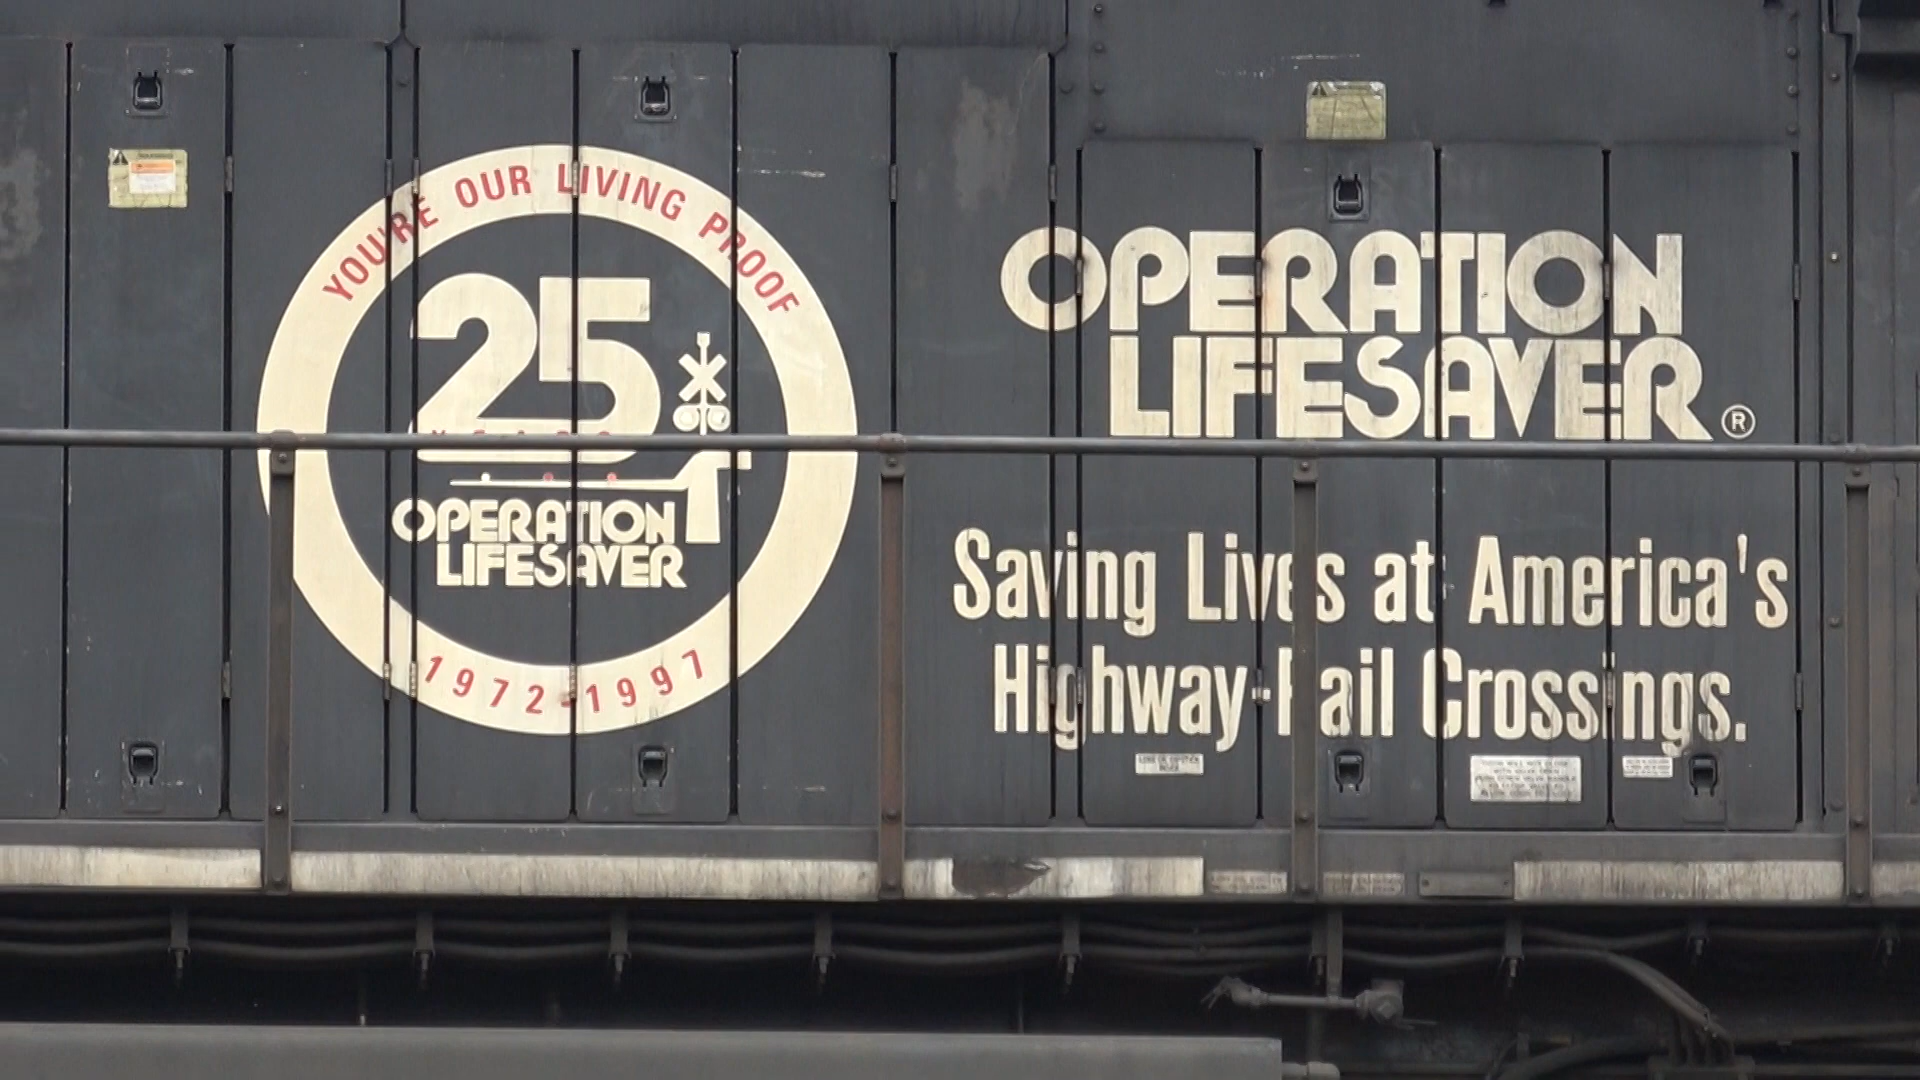 YOU'RE OUR LIVING PROOF
25
YEARS
OPERATION
LIFESAVER
1972-1997
OPERATION
LIFESAVER®
Saving Lives at America's
Highway-Rail Crossings.